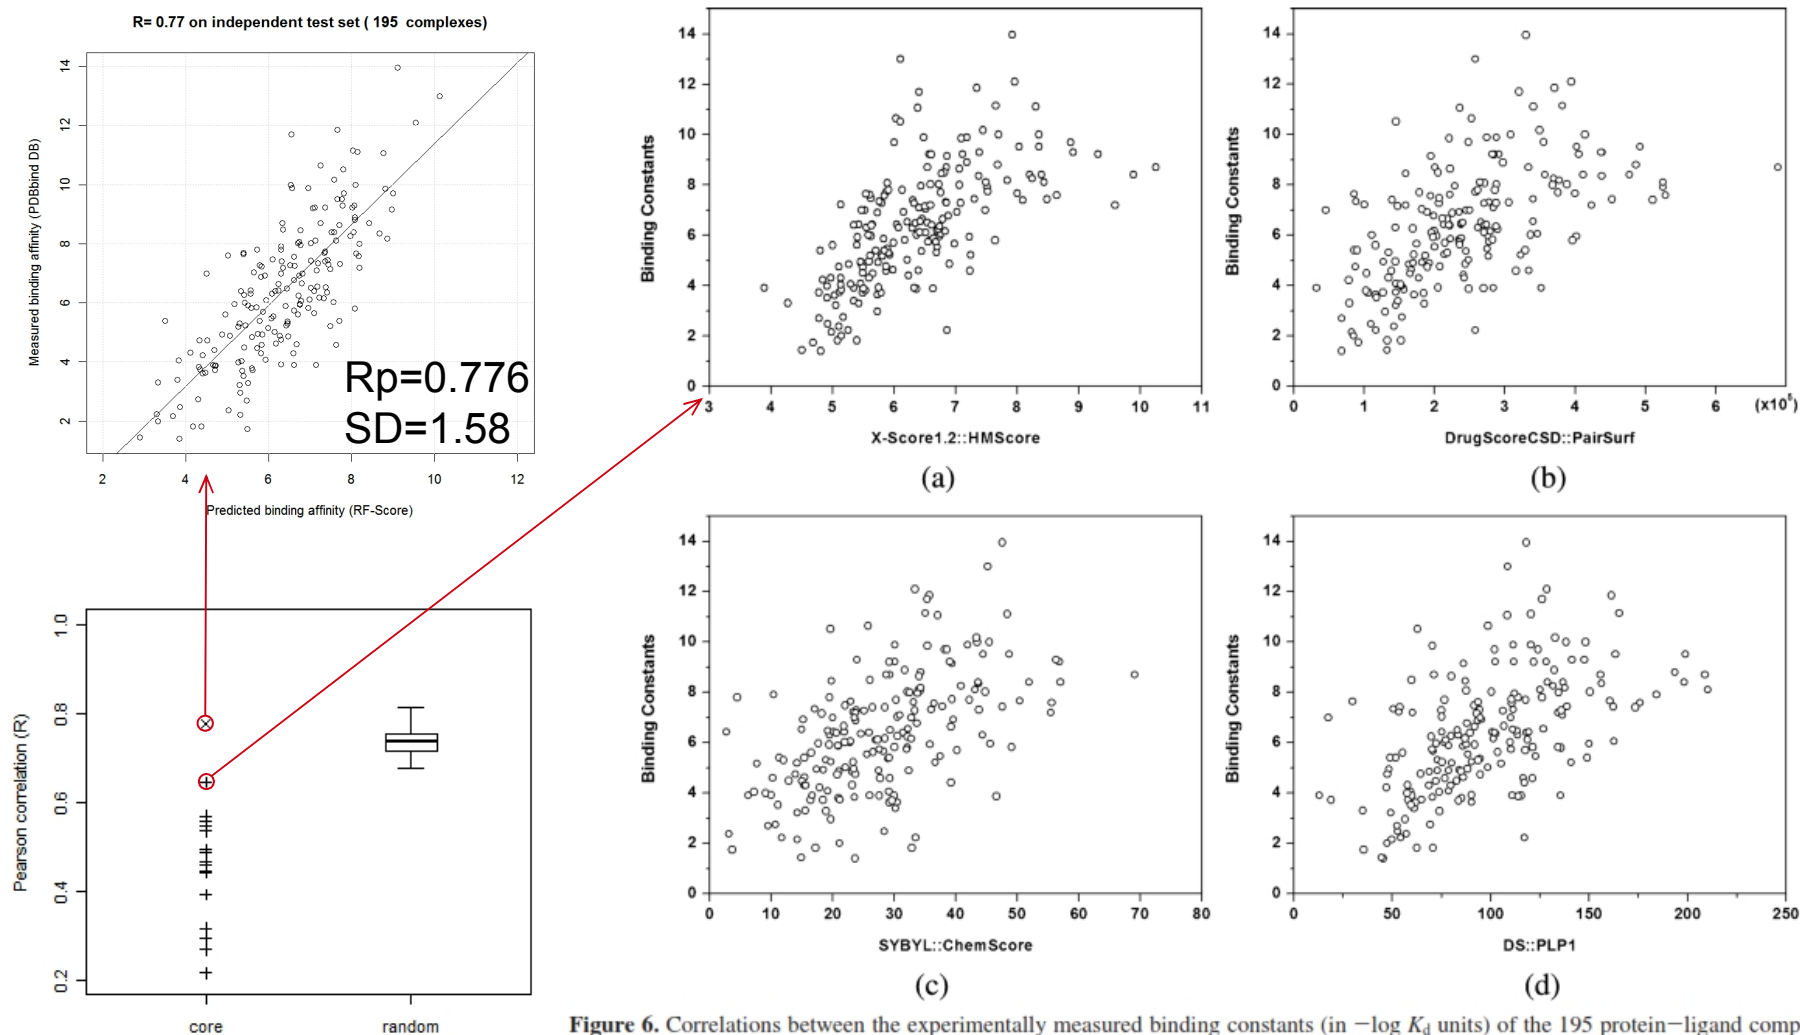 R= 0.77 on independent test set ( 195 complexes)
Measured binding affinity (PDBbind DB)
14
12
10
8
6
4
2
Rp=0.776
SD=1.58
2 4 6 8 10 12
Predicted binding affinity (RF-Score)
Pearson correlation (R)
1.0
0.8
0.6
0.4
0.2
core random
Binding Constants
14
12
10
8
6
4
2
0
3 4 5 6 7 8 9 10 11
X-Score1.2::HMScore
(a)
Binding Constants
14
12
10
8
6
4
2
0
0 1 2 3 4 5 6 (x10⁵)
DrugScoreCSD::PairSurf
(b)
Binding Constants
14
12
10
8
6
4
2
0
0 10 20 30 40 50 60 70 80
SYBYL::ChemScore
(c)
Binding Constants
14
12
10
8
6
4
2
0
0 50 100 150 200 250
DS::PLP1
(d)
Figure 6. Correlations between the experimentally measured binding constants (in −log Kd units) of the 195 protein−ligand comp